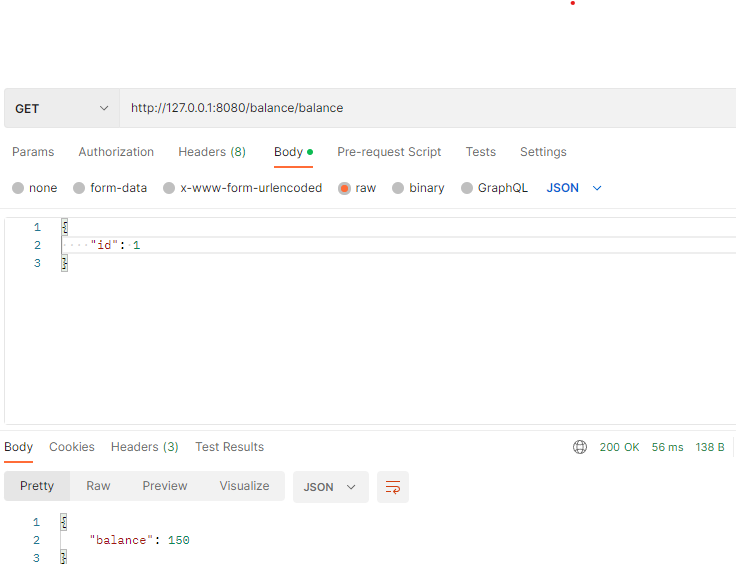 GET http://127.0.0.1:8080/balance/balance
Params Authorization Headers (8) Body Pre-request Script Tests Settings
none form-data x-www-form-urlencoded raw binary GraphQL JSON
1 {
2 "id": 1
3 }
Body Cookies Headers (3) Test Results 200 OK 56 ms 138 B
Pretty Raw Preview Visualize JSON
1 {
2 "balance": 150
3 }